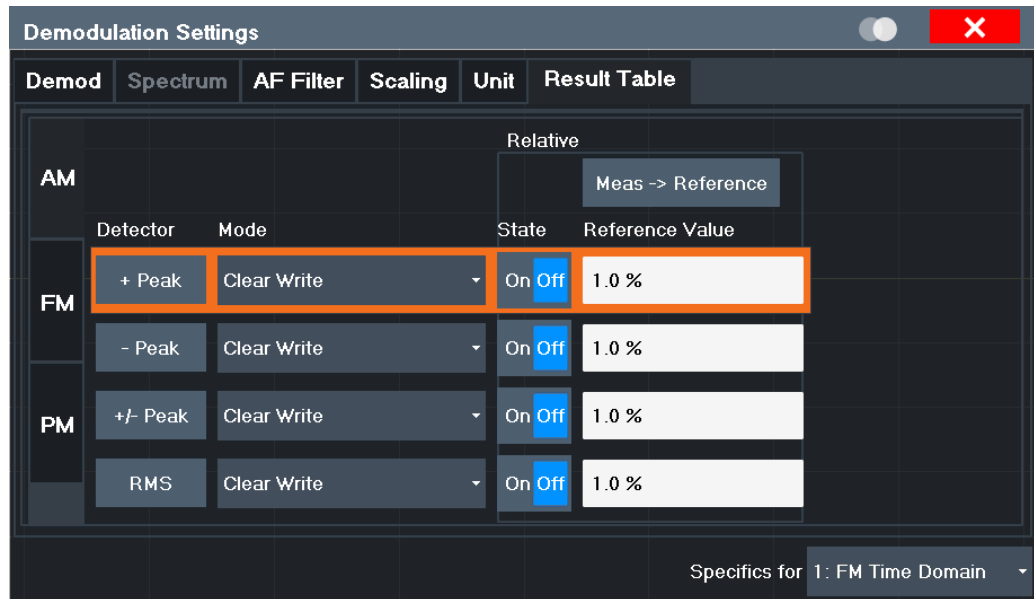 Demodulation Settings
Demod Spectrum AF Filter Scaling Unit Result Table
Relative
AM
Meas -> Reference
Detector Mode State Reference Value
+ Peak Clear Write On Off 1.0 %
FM
- Peak Clear Write On Off 1.0 %
+/- Peak Clear Write On Off 1.0 %
PM
RMS Clear Write On Off 1.0 %
Specifics for 1: FM Time Domain